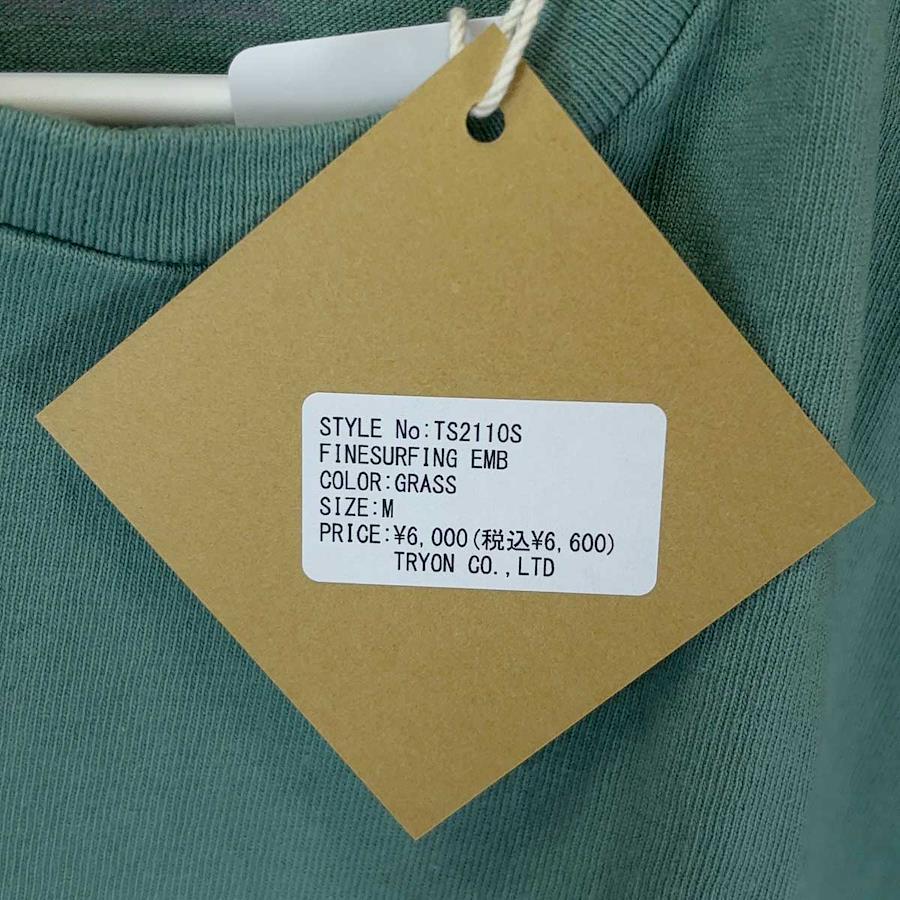 STYLE No:TS2110S
FINESURFING EMB
COLOR:GRASS
SIZE:M
PRICE:¥6,000(税込¥6,600)
TRYON CO.,LTD